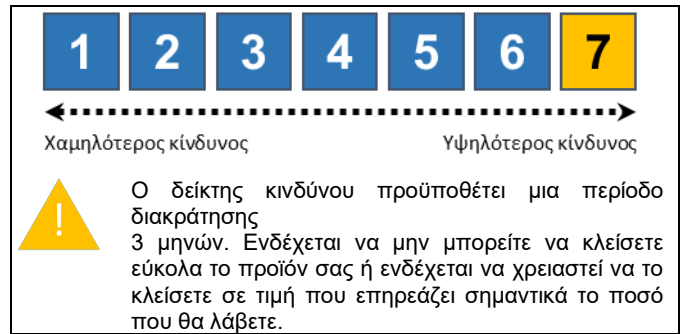 1 2 3 4 5 6 7
Χαμηλότερος κίνδυνος Υψηλότερος κίνδυνος
!
Ο δείκτης κινδύνου προϋποθέτει μια περίοδο
διακράτησης
3 μηνών. Ενδέχεται να μην μπορείτε να κλείσετε
εύκολα το προϊόν σας ή ενδέχεται να χρειαστεί να το
κλείσετε σε τιμή που επηρεάζει σημαντικά το ποσό
που θα λάβετε.